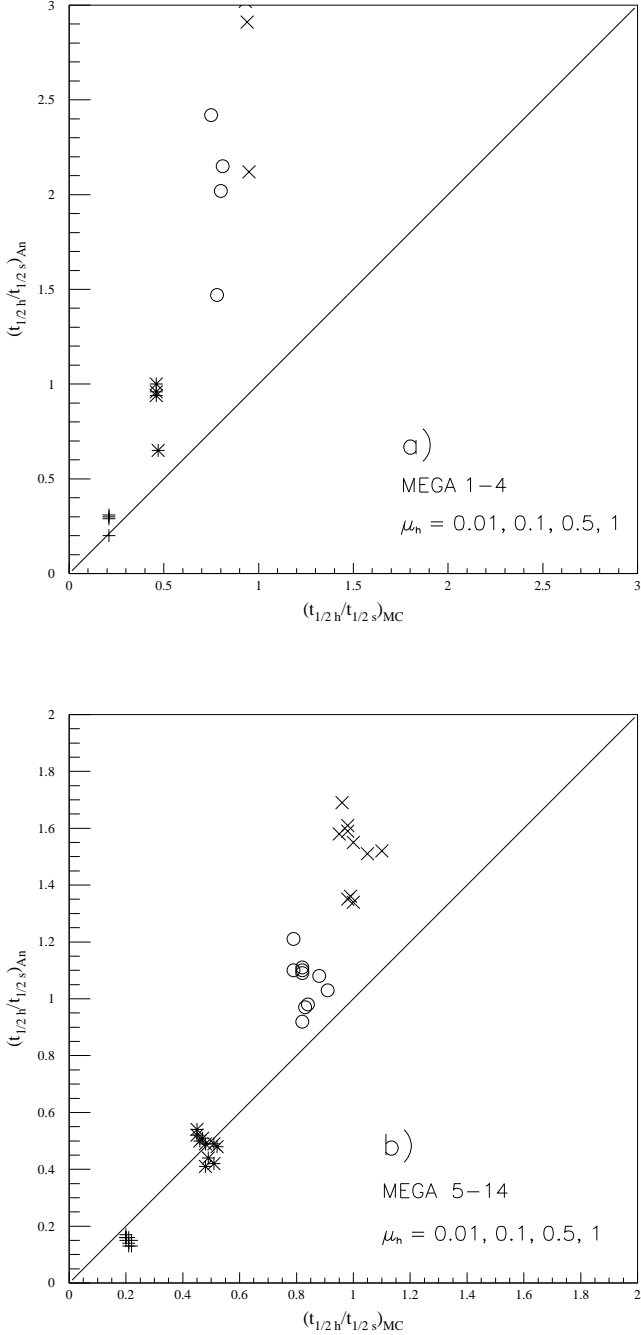 3
2.5
2
1.5
1
0.5
0
(t1/2 h/t1/2 s)An
a)
MEGA 1-4
μh = 0.01, 0.1, 0.5, 1
0 0.5 1 1.5 2 2.5 3
(t1/2 h/t1/2 s)MC
2
1.8
1.6
1.4
1.2
1
0.8
0.6
0.4
0.2
0
(t1/2 h/t1/2 s)An
b)
MEGA 5-14
μh = 0.01, 0.1, 0.5, 1
0 0.2 0.4 0.6 0.8 1 1.2 1.4 1.6 1.8 2
(t1/2 h/t1/2 s)MC